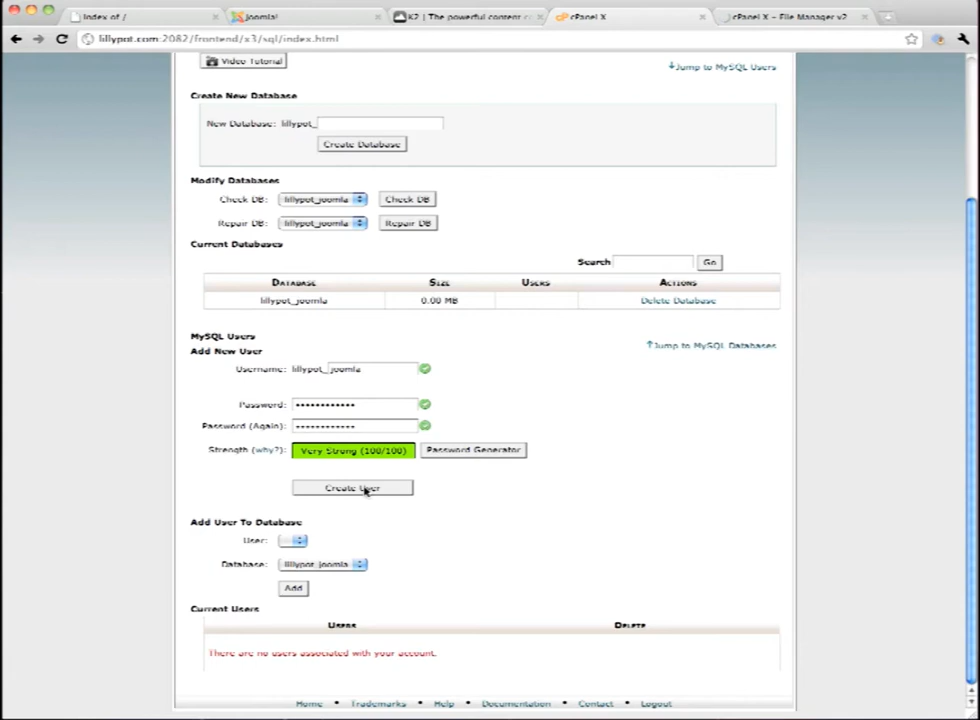 Index of /
Joomla!
K2 | The powerful content c
cPanel X
cPanel X - File Manager v2
lillypot.com:2082/frontend/x3/sql/index.html
Video Tutorial
Jump to MySQL Users
Create New Database
New Database: lillypot_
Create Database
Modify Databases
Check DB: lillypot_joomla Check DB
Repair DB: lillypot_joomla Repair DB
Current Databases
Search Go
DATABASE SIZE USERS ACTIONS
lillypot_joomla 0.00 MB Delete Database
MySQL Users
Jump to MySQL Databases
Add New User
Username: lillypot_ joomla
Password: ••••••••••••
Password (Again): ••••••••••••
Strength (why?): Very Strong (100/100) Password Generator
Create User
Add User To Database
User:
Database: lillypot_joomla
Add
Current Users
USERS DELETE
There are no users associated with your account.
Home • Trademarks • Help • Documentation • Contact • Logout